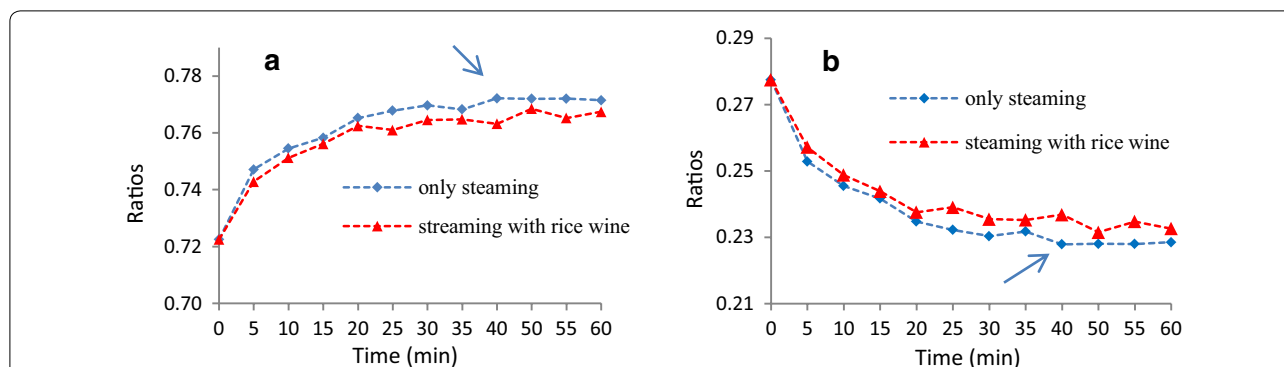 a
Ratios
0.78
0.76
0.74
0.72
0.70
only steaming
streaming with rice wine
0 5 10 15 20 25 30 35 40 50 55 60
Time (min)
b
Ratios
0.29
0.27
0.25
0.23
0.21
only steaming
steaming with rice wine
0 5 10 15 20 25 30 35 40 50 55 60
Time (min)